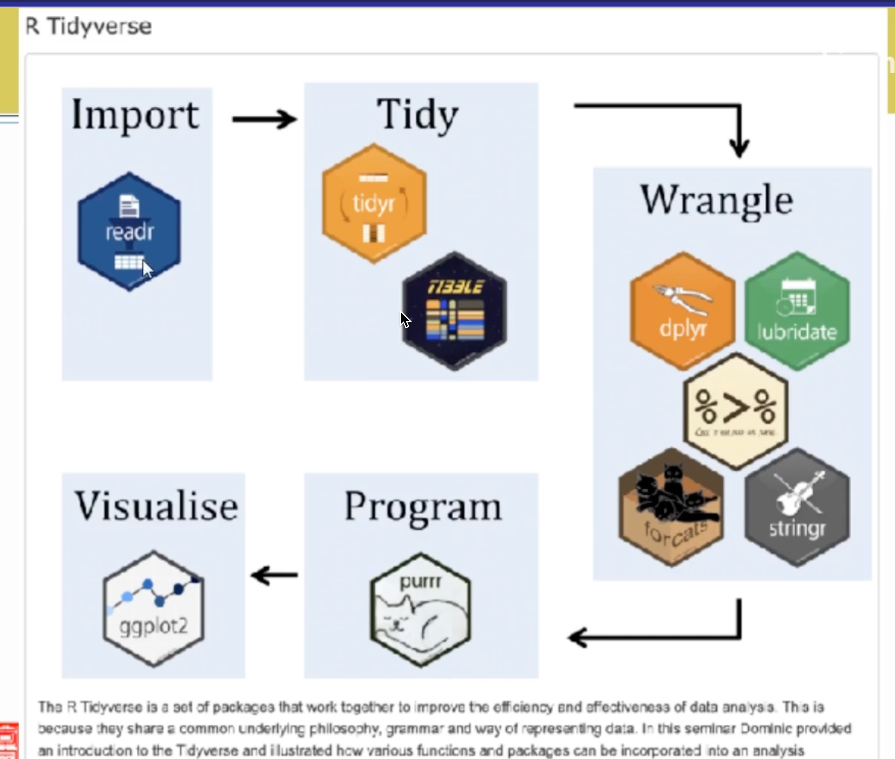 R Tidyverse
Import
Tidy
Wrangle
readr
tidyr
TIBBLE
dplyr
lubridate
%>%
forcats
stringr
Visualise
Program
ggplot2
purrr
The R Tidyverse is a set of packages that work together to improve the efficiency and effectiveness of data analysis. This is
because they share a common underlying philosophy, grammar and way of representing data. In this seminar Dominic provided
an introduction to the Tidyverse and illustrated how various functions and packages can be incorporated into an analysis